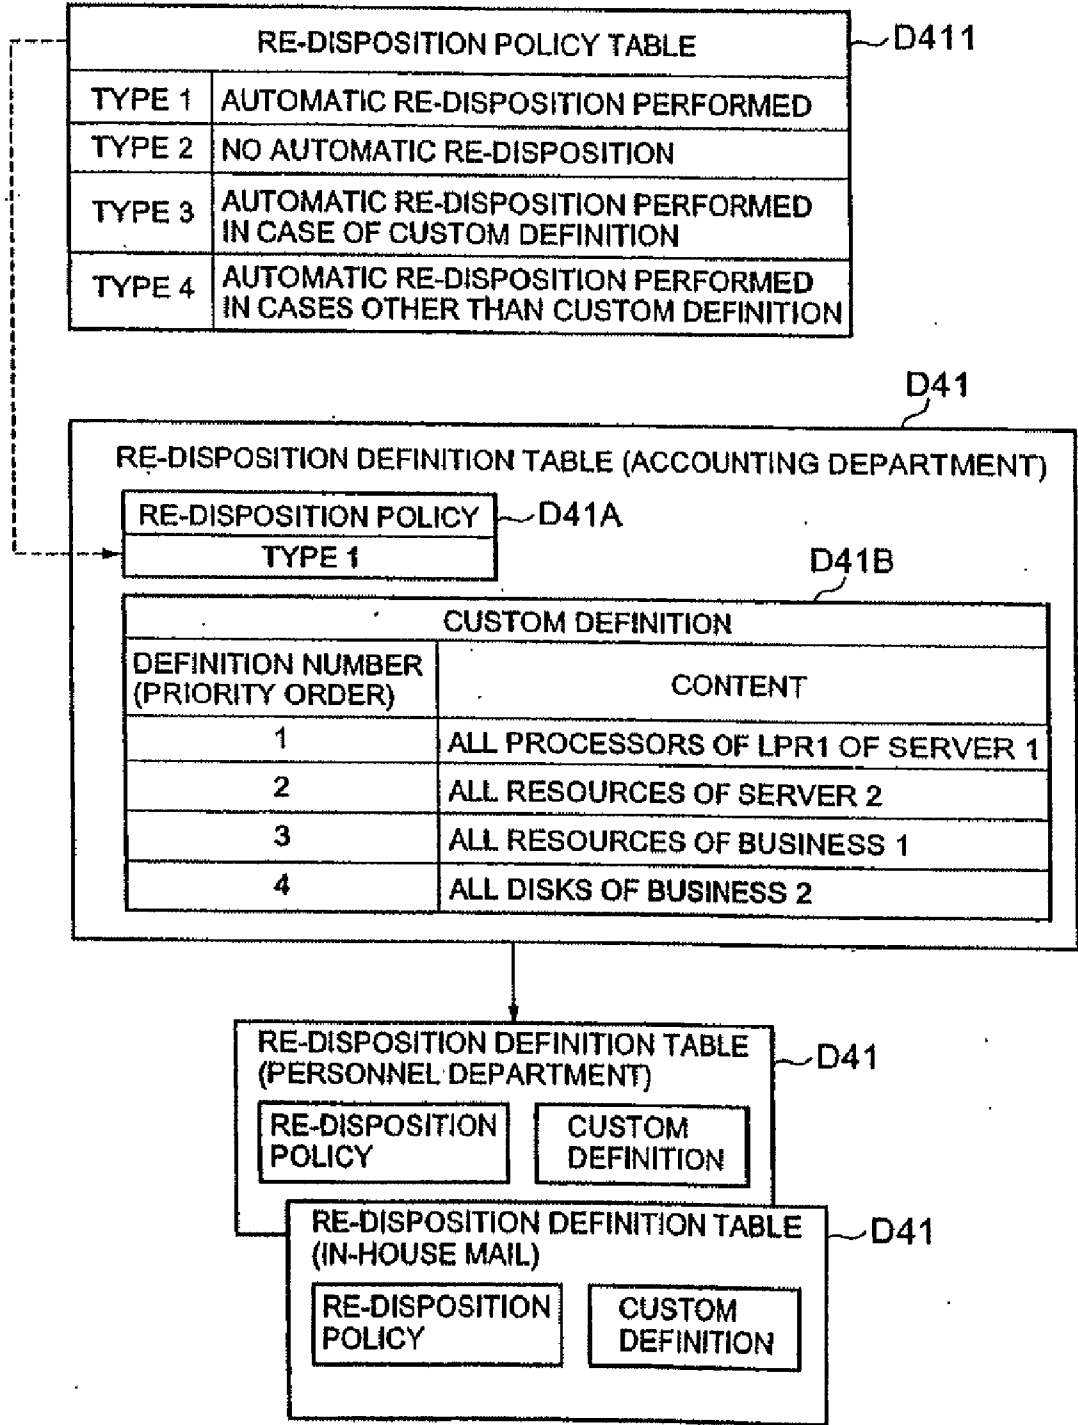 RE-DISPOSITION POLICY TABLE
D411
TYPE 1 AUTOMATIC RE-DISPOSITION PERFORMED
TYPE 2 NO AUTOMATIC RE-DISPOSITION
TYPE 3 AUTOMATIC RE-DISPOSITION PERFORMED
IN CASE OF CUSTOM DEFINITION
TYPE 4 AUTOMATIC RE-DISPOSITION PERFORMED
IN CASES OTHER THAN CUSTOM DEFINITION
D41
RE-DISPOSITION DEFINITION TABLE (ACCOUNTING DEPARTMENT)
RE-DISPOSITION POLICY
D41A
TYPE 1
D41B
CUSTOM DEFINITION
DEFINITION NUMBER
(PRIORITY ORDER)
CONTENT
1 ALL PROCESSORS OF LPR1 OF SERVER 1
2 ALL RESOURCES OF SERVER 2
3 ALL RESOURCES OF BUSINESS 1
4 ALL DISKS OF BUSINESS 2
RE-DISPOSITION DEFINITION TABLE
(PERSONNEL DEPARTMENT)
D41
RE-DISPOSITION
POLICY
CUSTOM
DEFINITION
RE-DISPOSITION DEFINITION TABLE
(IN-HOUSE MAIL)
D41
RE-DISPOSITION
POLICY
CUSTOM
DEFINITION